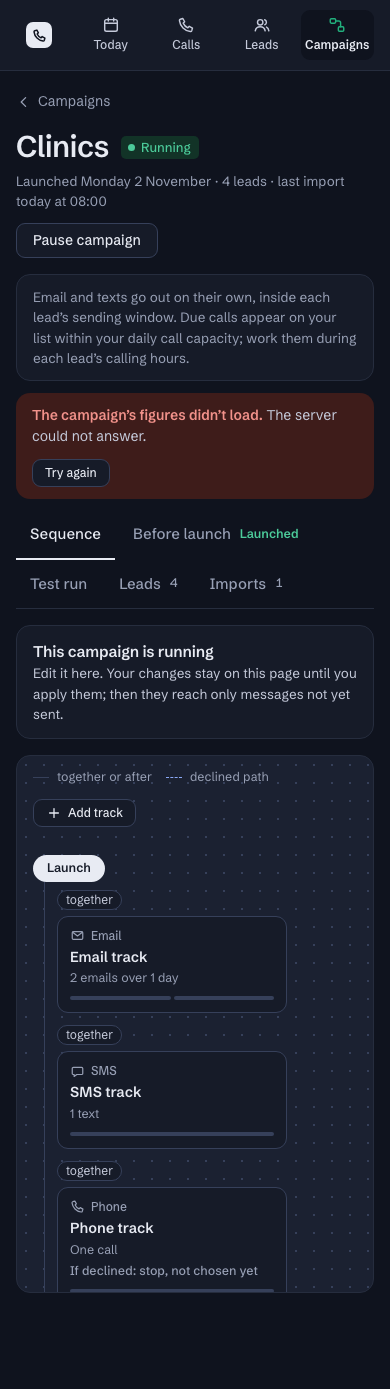 Today
Calls
Leads
Campaigns
Campaigns
Clinics
Running
Launched Monday 2 November · 4 leads · last import
today at 08:00
Pause campaign
Email and texts go out on their own, inside each
lead’s sending window. Due calls appear on your
list within your daily call capacity; work them during
each lead’s calling hours.
The campaign’s figures didn’t load. The server
could not answer.
Try again
Sequence
Before launch Launched
Test run
Leads 4
Imports 1
This campaign is running
Edit it here. Your changes stay on this page until you
apply them; then they reach only messages not yet
sent.
together or after
declined path
Add track
Launch
together
Email
Email track
2 emails over 1 day
together
SMS
SMS track
1 text
together
Phone
Phone track
One call
If declined: stop, not chosen yet